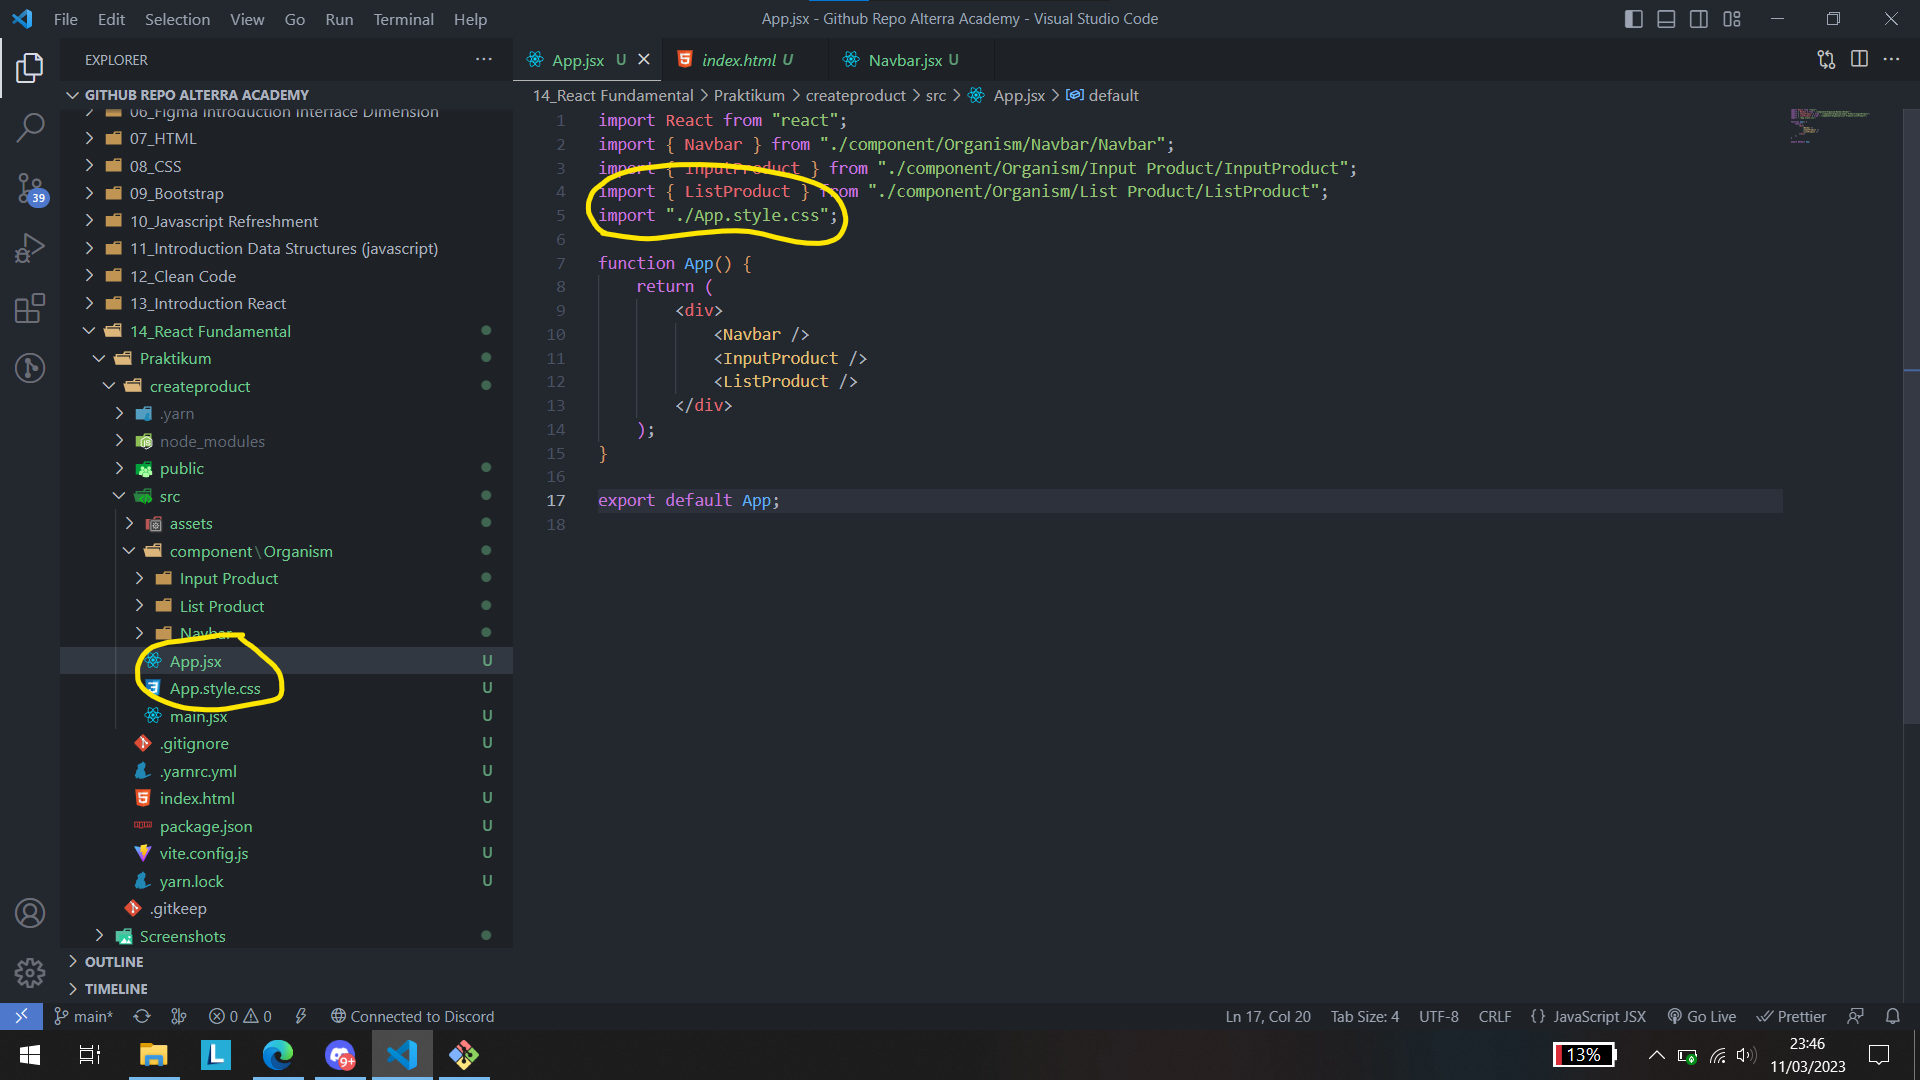 File Edit Selection View Go Run Terminal Help
App.jsx - Github Repo Alterra Academy - Visual Studio Code
EXPLORER
App.jsx U
index.html U
Navbar.jsx U
GITHUB REPO ALTERRA ACADEMY
06_Figma Introduction Interface Dimension
07_HTML
08_CSS
09_Bootstrap
10_Javascript Refreshment
11_Introduction Data Structures (javascript)
12_Clean Code
13_Introduction React
14_React Fundamental
Praktikum
createproduct
.yarn
node_modules
public
src
assets
component\Organism
Input Product
List Product
Navbar
App.jsx U
App.style.css U
main.jsx U
.gitignore U
.yarnrc.yml U
index.html U
package.json U
vite.config.js U
yarn.lock U
.gitkeep
Screenshots
OUTLINE
TIMELINE
39
14_React Fundamental > Praktikum > createproduct > src > App.jsx > default
1 import React from "react";
2 import { Navbar } from "./component/Organism/Navbar/Navbar";
3 import { InputProduct } from "./component/Organism/Input Product/InputProduct";
4 import { ListProduct } from "./component/Organism/List Product/ListProduct";
5 import "./App.style.css";
6
7 function App() {
8 return (
9 <div>
10 <Navbar />
11 <InputProduct />
12 <ListProduct />
13 </div>
14 );
15 }
16
17 export default App;
18
main* 0 0 Connected to Discord
Ln 17, Col 20 Tab Size: 4 UTF-8 CRLF {} JavaScript JSX Go Live Prettier
L
9+
13%
23:46
11/03/2023